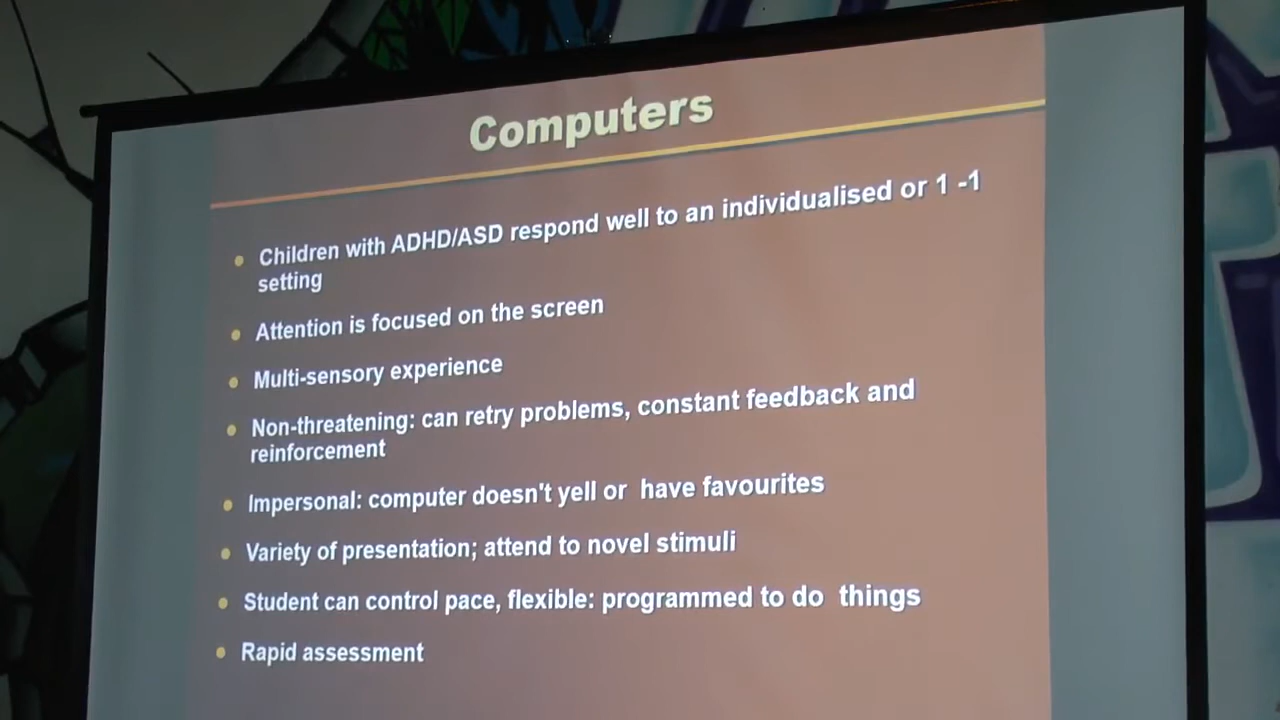 Computers
Children with ADHD/ASD respond well to an individualised or 1 -1
setting
Attention is focused on the screen
Multi-sensory experience
Non-threatening: can retry problems, constant feedback and
reinforcement
Impersonal: computer doesn't yell or  have favourites
Variety of presentation; attend to novel stimuli
Student can control pace, flexible: programmed to do  things
Rapid assessment